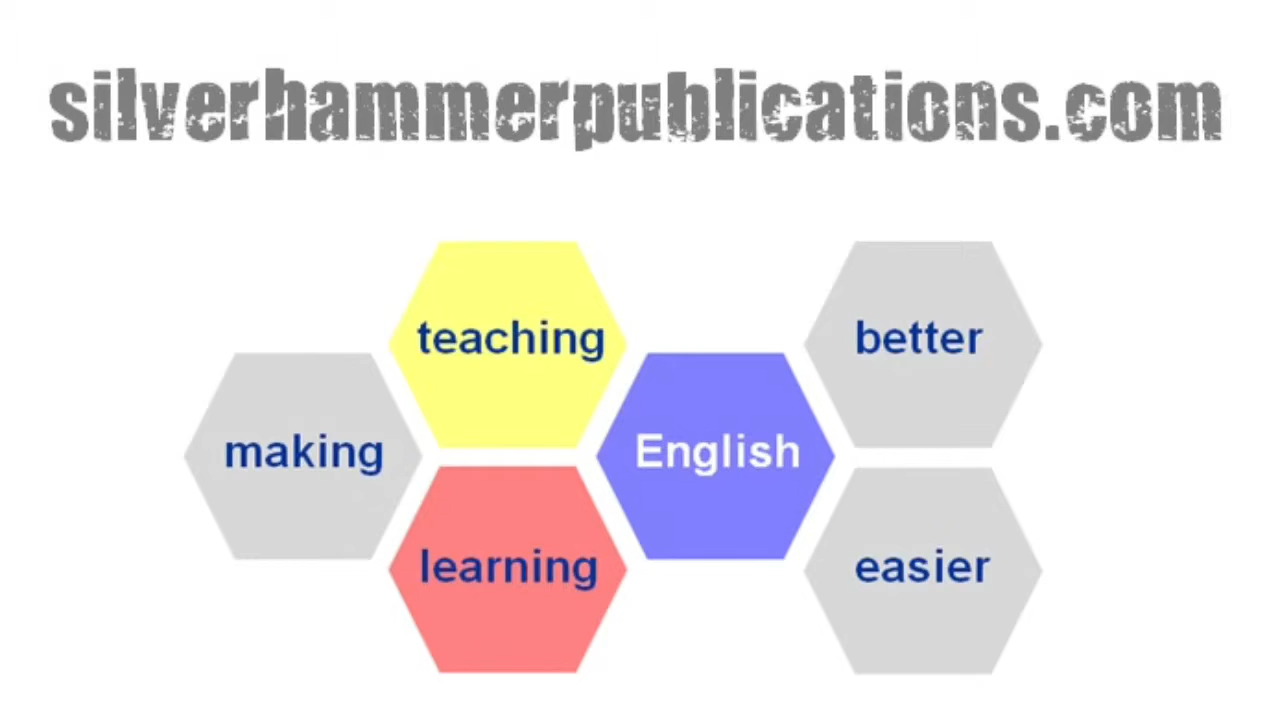 silverhammerpublications.com
teaching
better
making
English
learning
easier